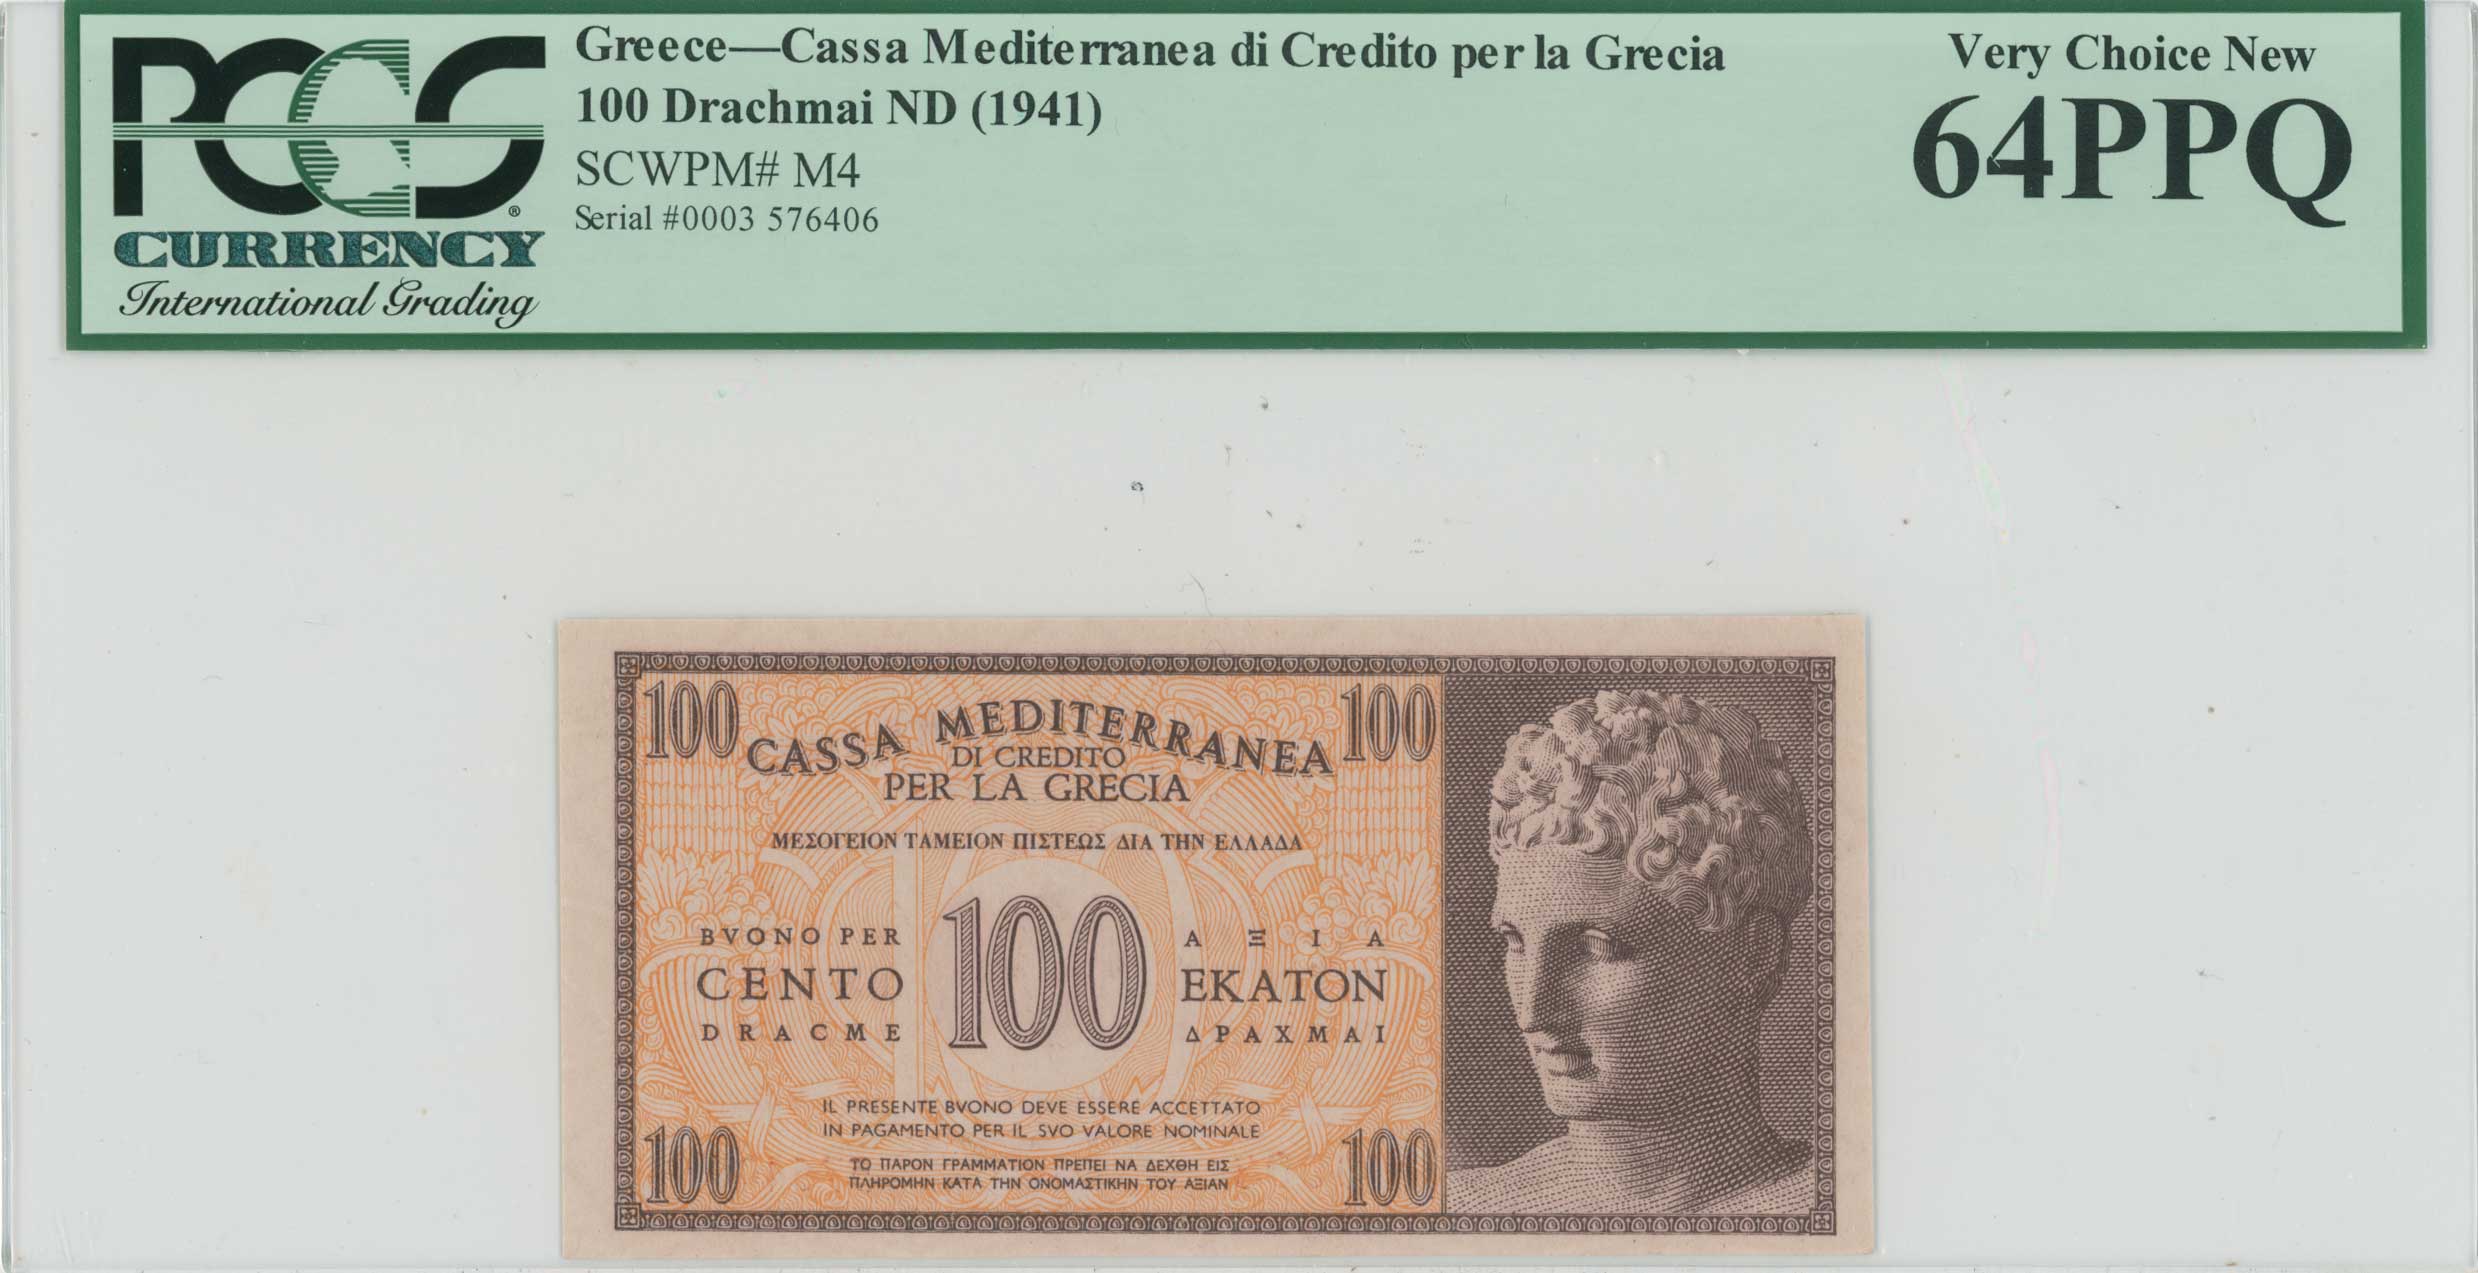 PCGS
CURRENCY
International Grading
Greece—Cassa Mediterranea di Credito per la Grecia
100 Drachmai ND (1941)
SCWPM# M4
Serial #0003 576406
Very Choice New
64PPQ
100
100
CASSA MEDITERRANEA
DI CREDITO
PER LA GRECIA
ΜΕΣΟΓΕΙΟΝ ΤΑΜΕΙΟΝ ΠΙΣΤΕΩΣ ΔΙΑ ΤΗΝ ΕΛΛΑΔΑ
BVONO PER
CENTO
DRACME
100
ΑΞΙΑ
ΕΚΑΤΟΝ
ΔΡΑΧΜΑΙ
IL PRESENTE BVONO DEVE ESSERE ACCETTATO
IN PAGAMENTO PER IL SVO VALORE NOMINALE
ΤΟ ΠΑΡΟΝ ΓΡΑΜΜΑΤΙΟΝ ΠΡΕΠΕΙ ΝΑ ΔΕΧΘΗ ΕΙΣ
ΠΛΗΡΟΜΗΝ ΚΑΤΑ ΤΗΝ ΟΝΟΜΑΣΤΙΚΗΝ ΤΟΥ ΑΞΙΑΝ
100
100